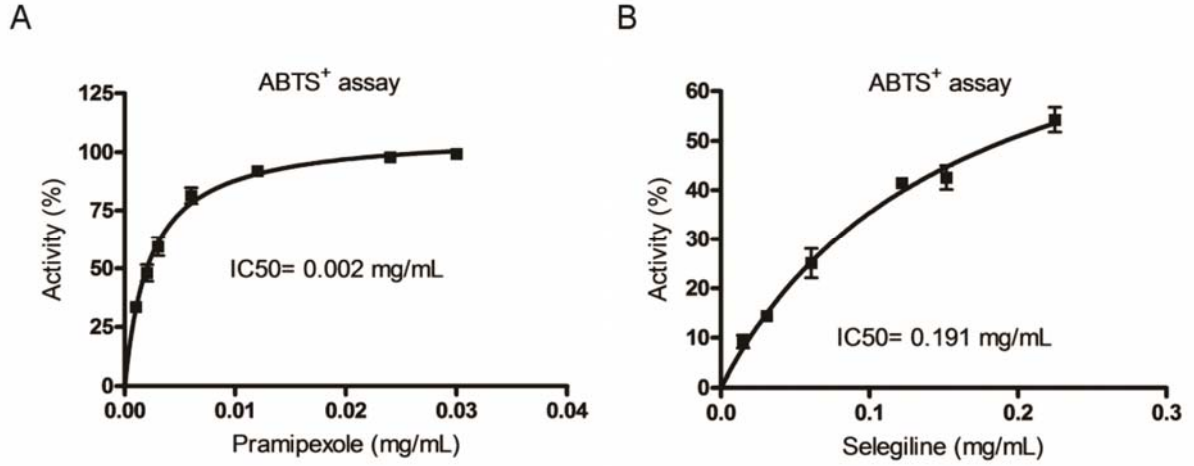 A
ABTS+ assay
125
100
75
50
25
0
Activity (%)
IC50= 0.002 mg/mL
0.00 0.01 0.02 0.03 0.04
Pramipexole (mg/mL)
B
ABTS+ assay
60
50
40
30
20
10
0
Activity (%)
IC50= 0.191 mg/mL
0.0 0.1 0.2 0.3
Selegiline (mg/mL)